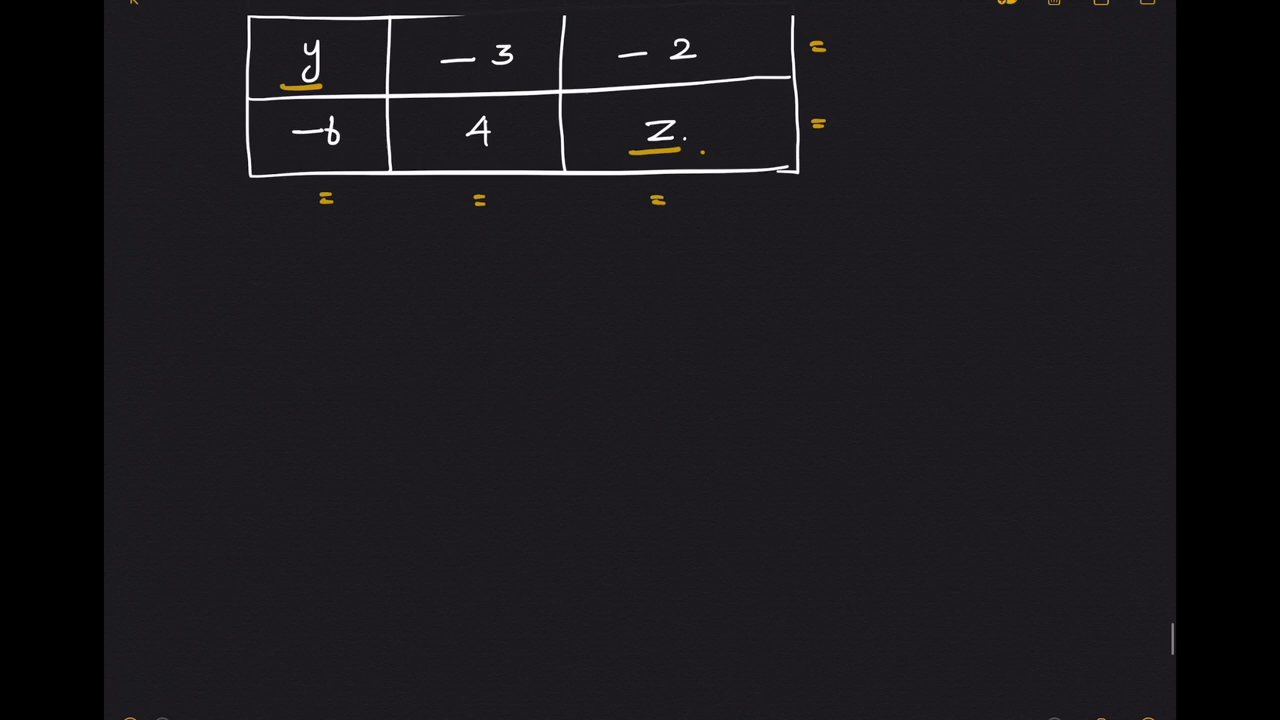 y -3 -2 =
-6 4 z. =
= = =